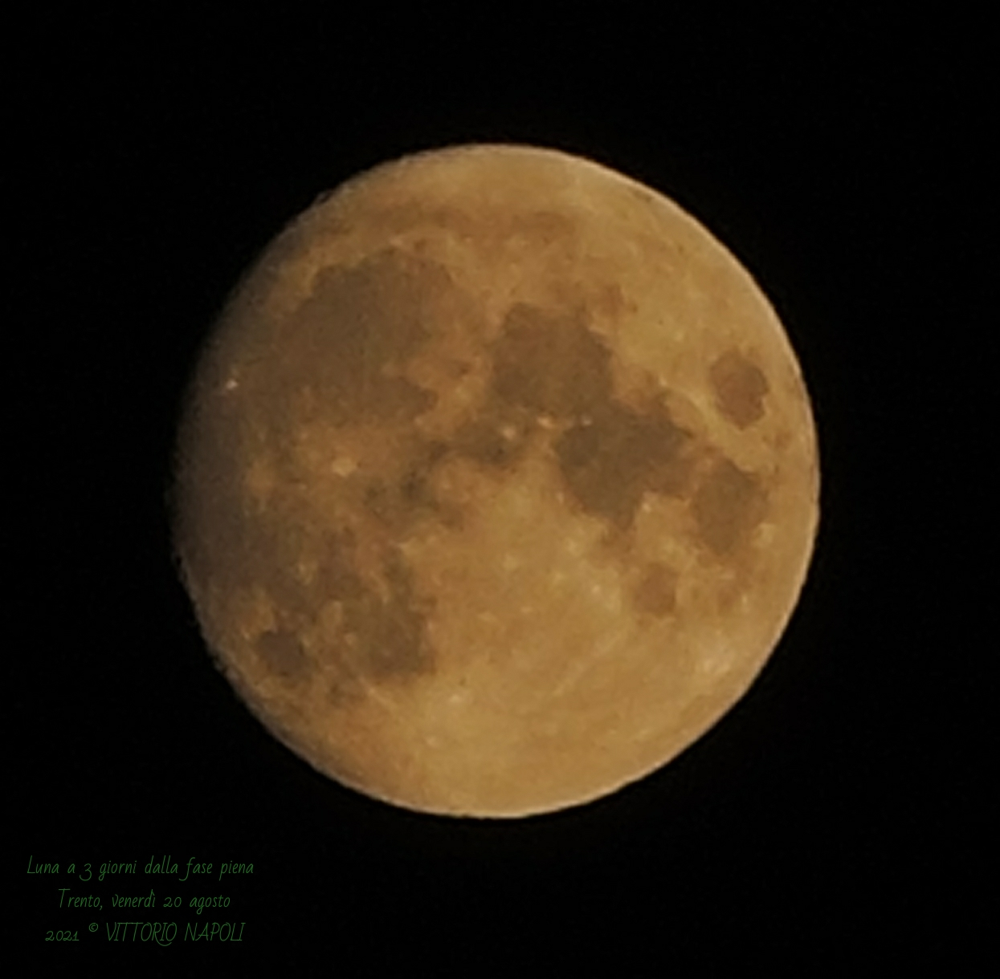 Luna a 3 giorni dalla fase piena
Trento, venerdì 20 agosto
2021 © VITTORIO NAPOLI